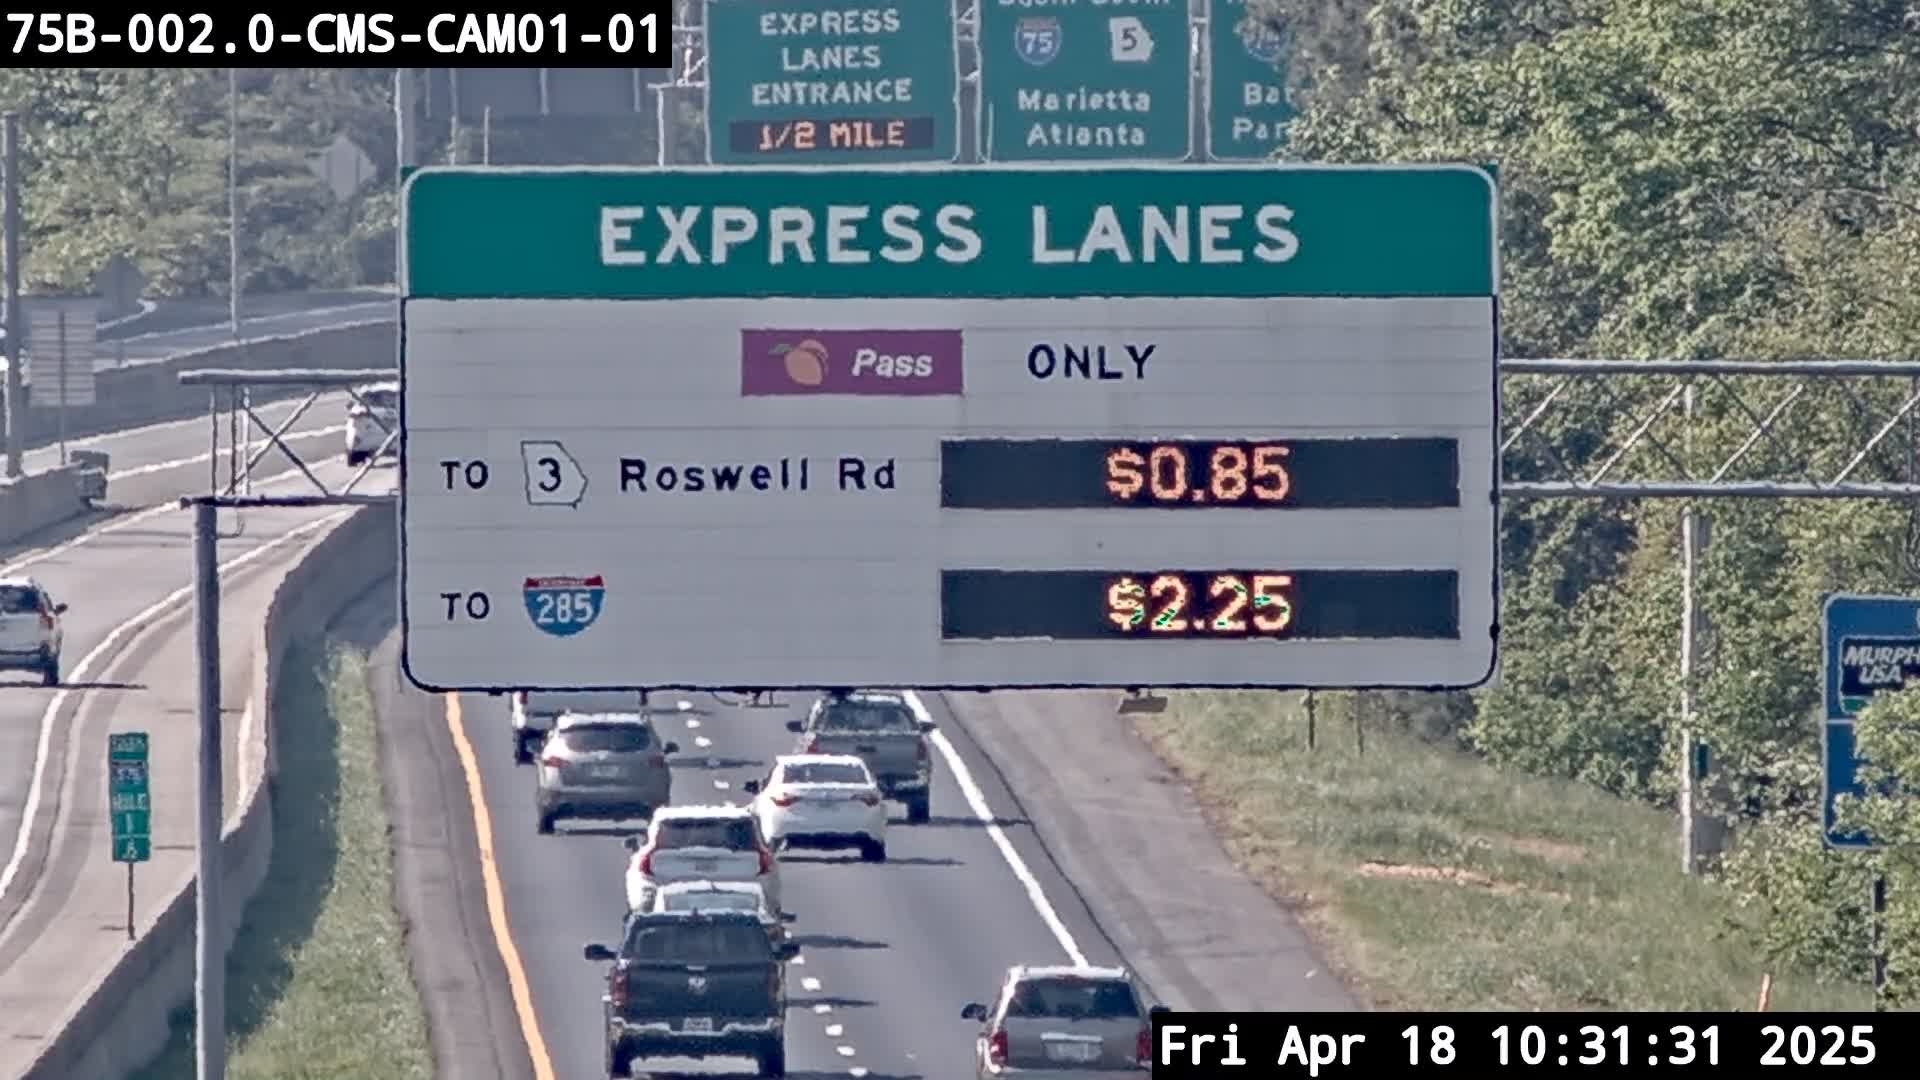 75B-002.0-CMS-CAM01-01
EXPRESS
LANES
ENTRANCE
1/2 MILE
75
5
Marietta
Atlanta
EXPRESS LANES
Pass ONLY
TO 3 Roswell Rd $0.85
TO 285 $2.25
USA
Fri Apr 18 10:31:31 2025